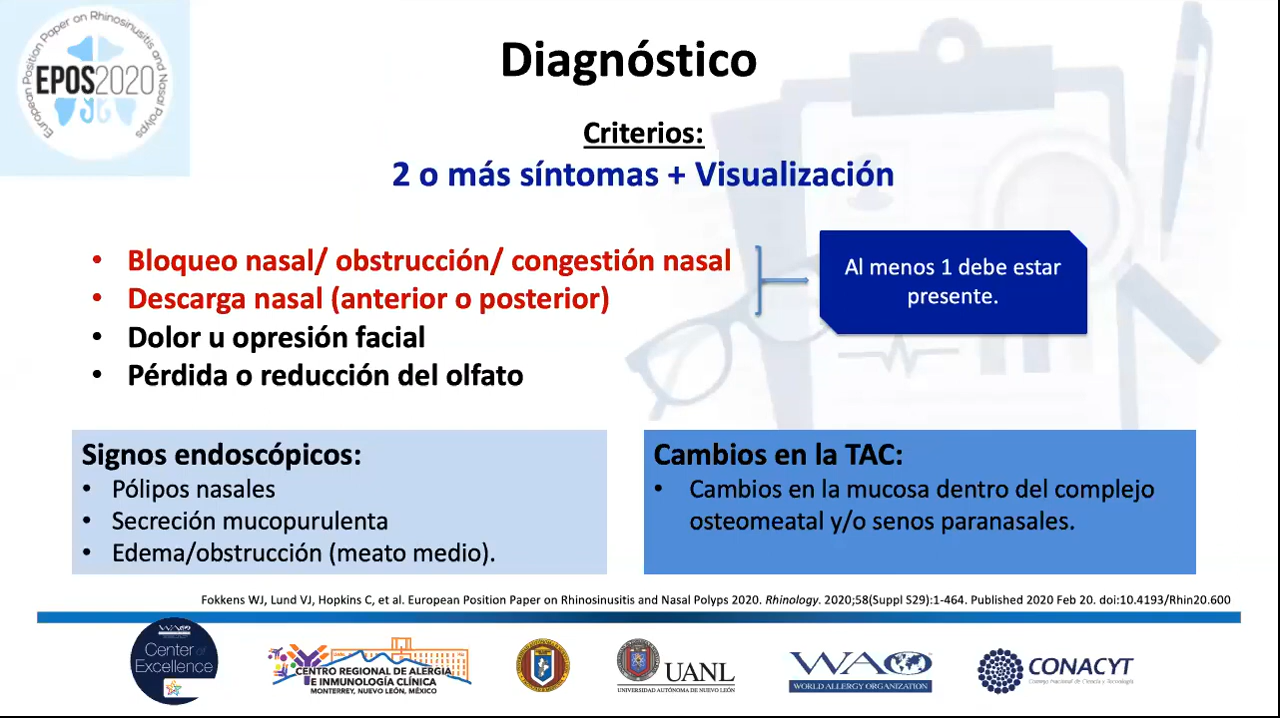 European Position Paper on Rhinosinusitis and Nasal Polyps
EPOS2020
Diagnóstico
Criterios:
2 o más síntomas + Visualización
• Bloqueo nasal/ obstrucción/ congestión nasal
• Descarga nasal (anterior o posterior)
• Dolor u opresión facial
• Pérdida o reducción del olfato
Al menos 1 debe estar
presente.
Signos endoscópicos:
• Pólipos nasales
• Secreción mucopurulenta
• Edema/obstrucción (meato medio).
Cambios en la TAC:
• Cambios en la mucosa dentro del complejo
osteomeatal y/o senos paranasales.
Fokkens WJ, Lund VJ, Hopkins C, et al. European Position Paper on Rhinosinusitis and Nasal Polyps 2020. Rhinology. 2020;58(Suppl S29):1-464. Published 2020 Feb 20. doi:10.4193/Rhin20.600
WAO
Center of
Excellence
CENTRO REGIONAL DE ALERGIA
E INMUNOLOGÍA CLÍNICA
MONTERREY, NUEVO LEÓN, MÉXICO
UANL
UNIVERSIDAD AUTÓNOMA DE NUEVO LEÓN
WAO
WORLD ALLERGY ORGANIZATION
CONACYT
Consejo Nacional de Ciencia y Tecnología